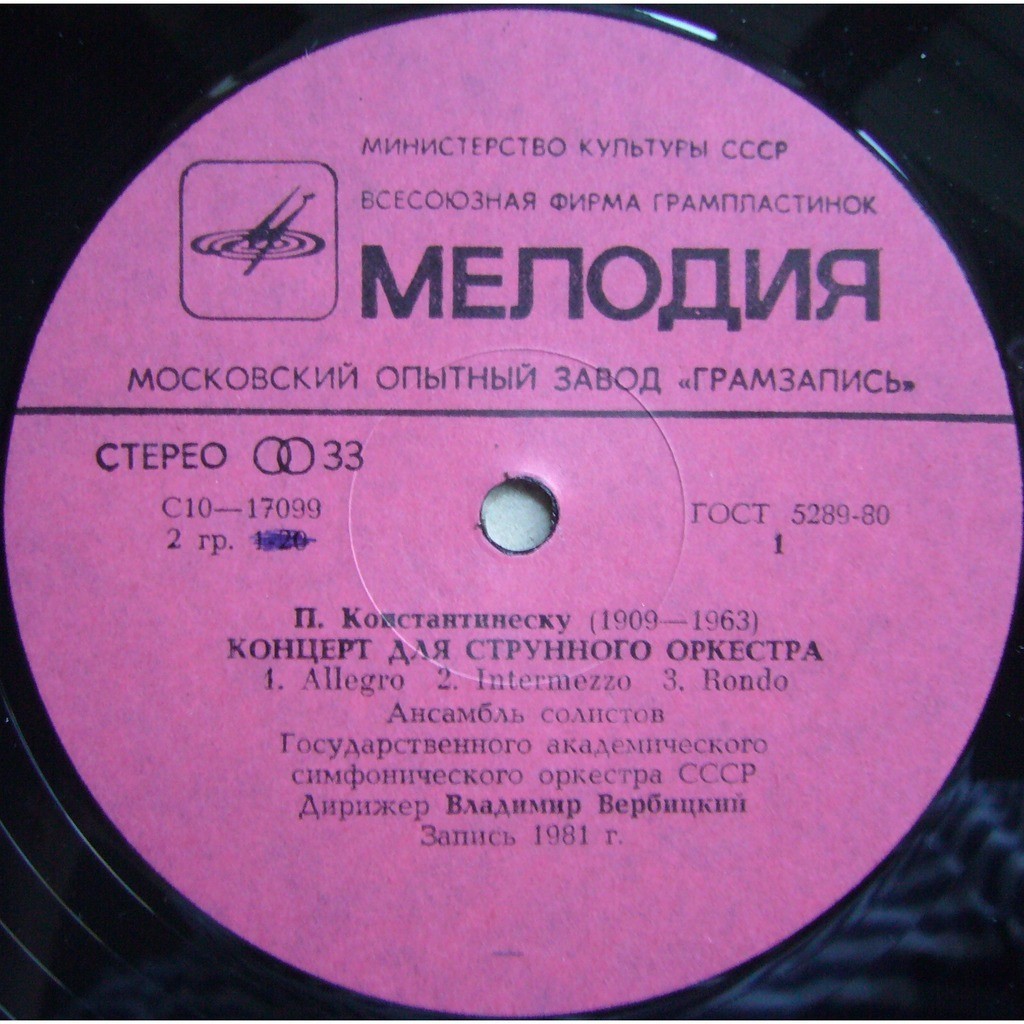 МИНИСТЕРСТВО КУЛЬТУРЫ СССР
ВСЕСОЮЗНАЯ ФИРМА ГРАМПЛАСТИНОК
МЕЛОДИЯ
МОСКОВСКИЙ ОПЫТНЫЙ ЗАВОД «ГРАМЗАПИСЬ»
СТЕРЕО 33
С10—17099
ГОСТ 5289-80
2 гр. 1-20
1
П. Константинеску (1909—1963)
КОНЦЕРТ ДЛЯ СТРУННОГО ОРКЕСТРА
1. Allegro 2. Intermezzo 3. Rondo
Ансамбль солистов
Государственного академического
симфонического оркестра СССР
Дирижер Владимир Вербицкий
Запись 1981 г.